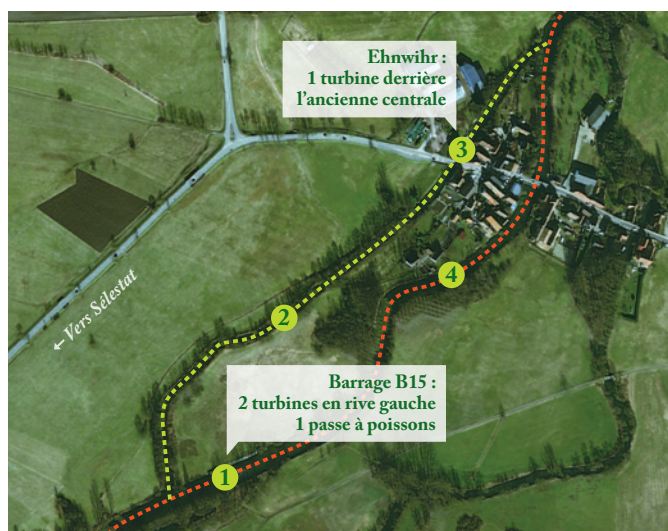 Ehnwihr :
1 turbine derrière
l'ancienne centrale
3
4
← Vers Sélestat
2
Barrage B15 :
2 turbines en rive gauche
1 passe à poissons
1